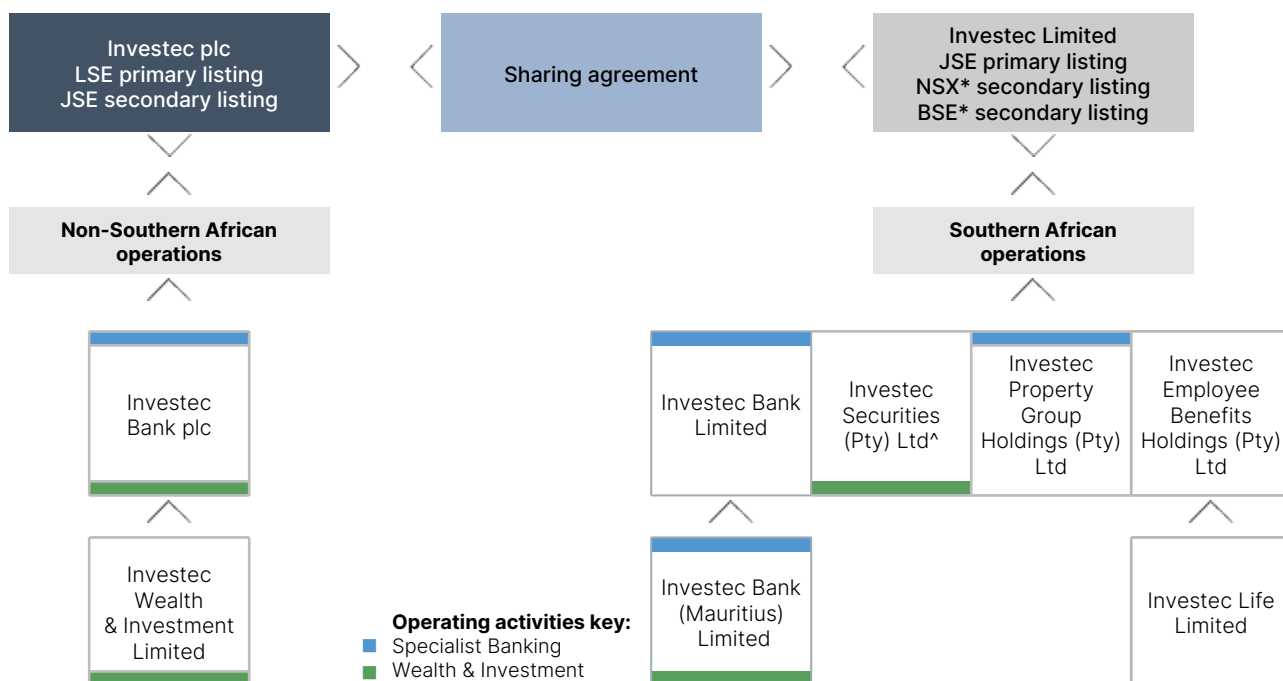 Investec plc
LSE primary listing
JSE secondary listing
Sharing agreement
Investec Limited
JSE primary listing
NSX* secondary listing
BSE* secondary listing
Non-Southern African
operations
Southern African
operations
Investec
Bank plc
Investec Bank
Limited
Investec
Securities
(Pty) Ltd^
Investec
Property
Group
Holdings (Pty)
Ltd
Investec
Employee
Benefits
Holdings (Pty)
Ltd
Investec
Wealth
& Investment
Limited
Operating activities key:
Specialist Banking
Wealth & Investment
Investec Bank
(Mauritius)
Limited
Investec Life
Limited